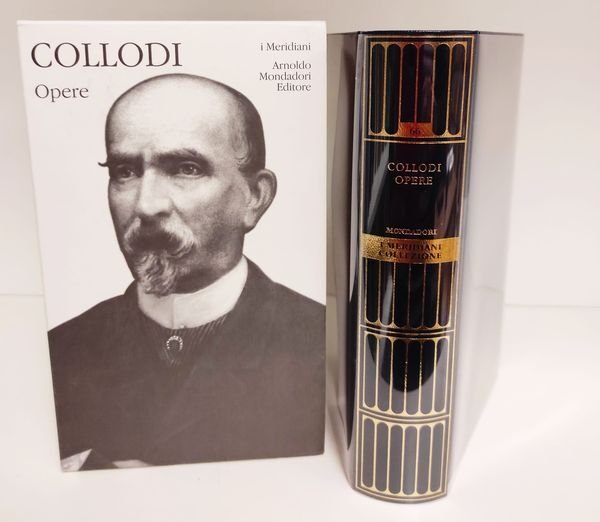 COLLODI
Opere
i Meridiani
Arnoldo
Mondadori
Editore
66
COLLODI
OPERE
MONDADORI
I MERIDIANI
COLLEZIONE